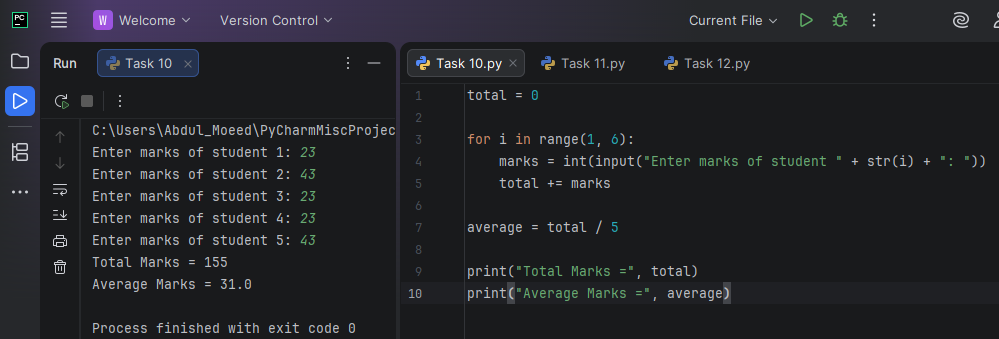 PC
W Welcome
Version Control
Current File
Run
Task 10
C:\Users\Abdul_Moeed\PyCharmMiscProjec
Enter marks of student 1: 23
Enter marks of student 2: 43
Enter marks of student 3: 23
Enter marks of student 4: 23
Enter marks of student 5: 43
Total Marks = 155
Average Marks = 31.0
Process finished with exit code 0
Task 10.py
Task 11.py
Task 12.py
1 total = 0
2
3 for i in range(1, 6):
4     marks = int(input("Enter marks of student " + str(i) + ": "))
5     total += marks
6
7 average = total / 5
8
9 print("Total Marks =", total)
10 print("Average Marks =", average)